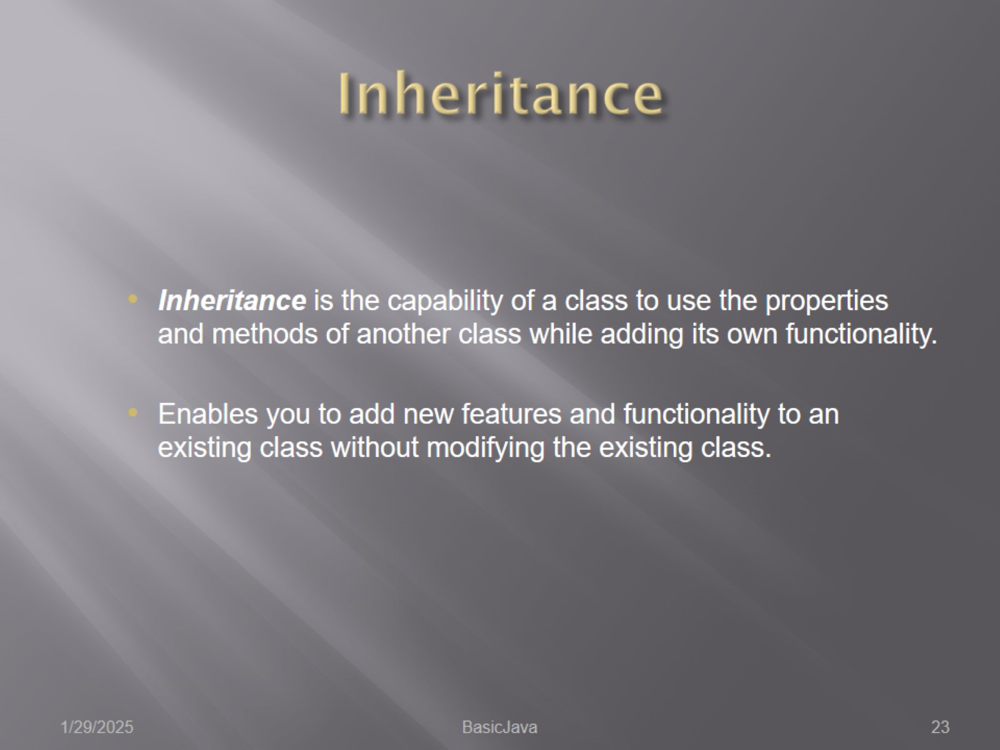 Inheritance
• Inheritance is the capability of a class to use the properties
and methods of another class while adding its own functionality.
• Enables you to add new features and functionality to an
existing class without modifying the existing class.
1/29/2025 BasicJava 23